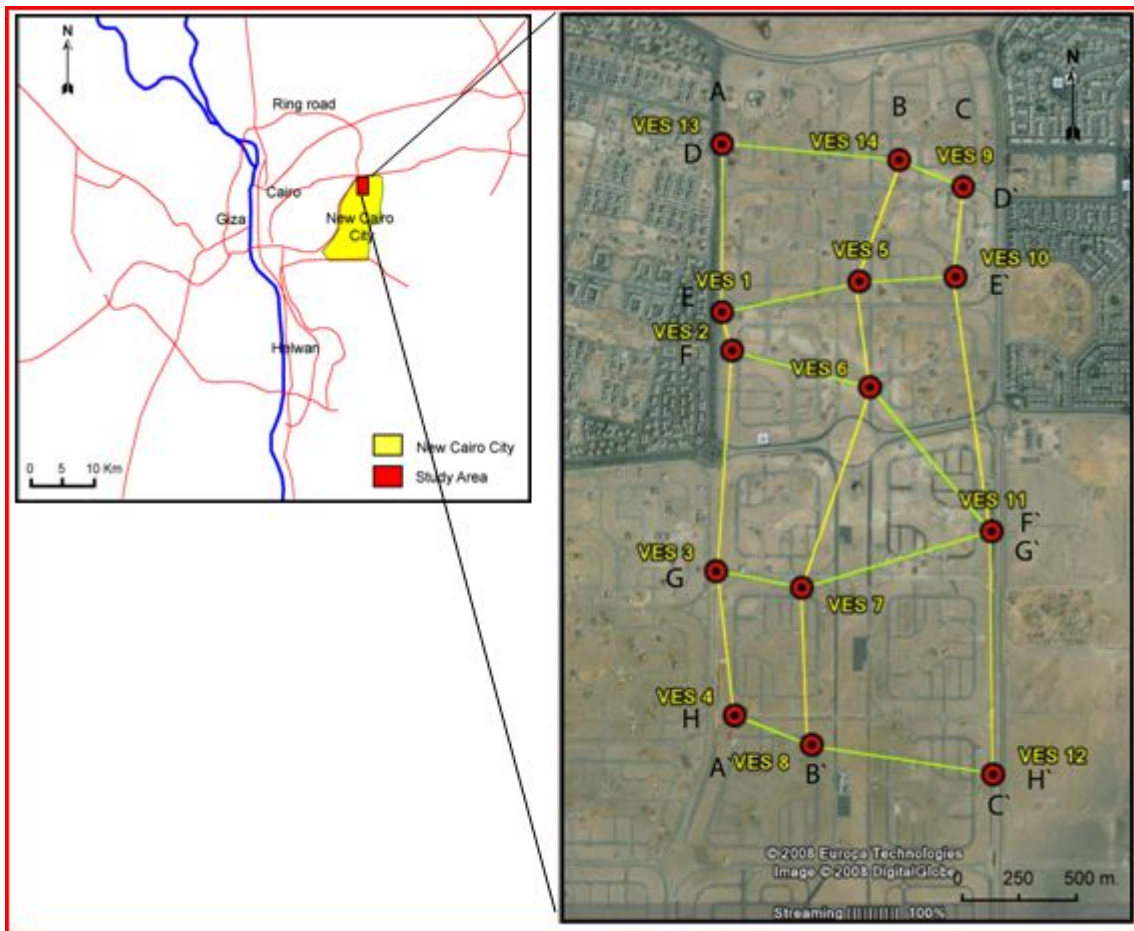 N
Ring road
Cairo
Giza
New Cairo
City
Helwan
New Cairo City
Study Area
0 5 10 Km
A
B
C
N
VES 13
VES 14
VES 9
D
D`
VES 5
VES 10
VES 1
E
E`
VES 2
F
VES 6
VES 11
F`
G`
VES 3
G
VES 7
VES 4
H
A`
VES 8
B`
VES 12
H`
C`
© 2008 Europa Technologies
Image © 2008 DigitalGlobe
0 250 500 m.
Streaming |||||||||| 100%